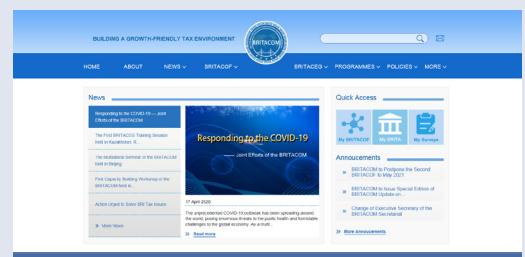 BUILDING A GROWTH-FRIENDLY TAX ENVIRONMENT
BRITACOM
HOME ABOUT NEWS BRITACOF BRITACEG PROGRAMMES POLICIES MORE
News
Responding to the COVID-19 — Joint
Efforts of the BRITACOM
The First BRITACEG Training Session
Held in Kazakhstan, R...
The Multilateral Seminar of the BRITACOM
Held in Beijing
First Capacity Building Workshop of the
BRITACOM held in...
Action Urged to Solve BRI Tax Issues
» More News
Responding to the COVID-19
—— Joint Efforts of the BRITACOM
17 April 2020
The unprecedented COVID-19 outbreak has been spreading around
the world, posing enormous threats to the public health and formidable
challenges to the global economy. As a multi...
» Read more
Quick Access
My BRITACOF
My BRITA
My Surveys
Annoucements
» BRITACOM to Postpone the Second
BRITACOF to May 2021
» BRITACOM to Issue Special Edition of
BRITACOM Update on...
» Change of Executive Secretary of the
BRITACOM Secretariat
» More Annoucements